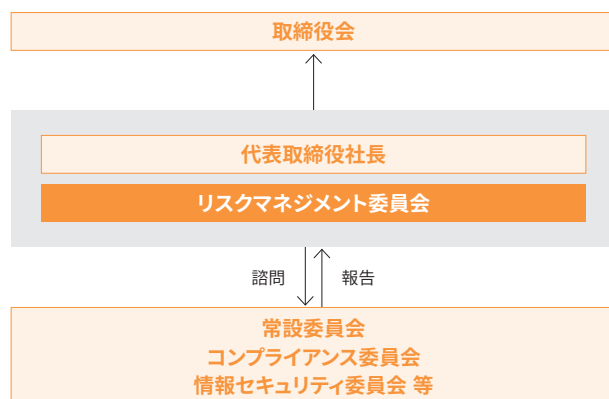 取締役会
代表取締役社長
リスクマネジメント委員会
諮問
報告
常設委員会
コンプライアンス委員会
情報セキュリティ委員会 等